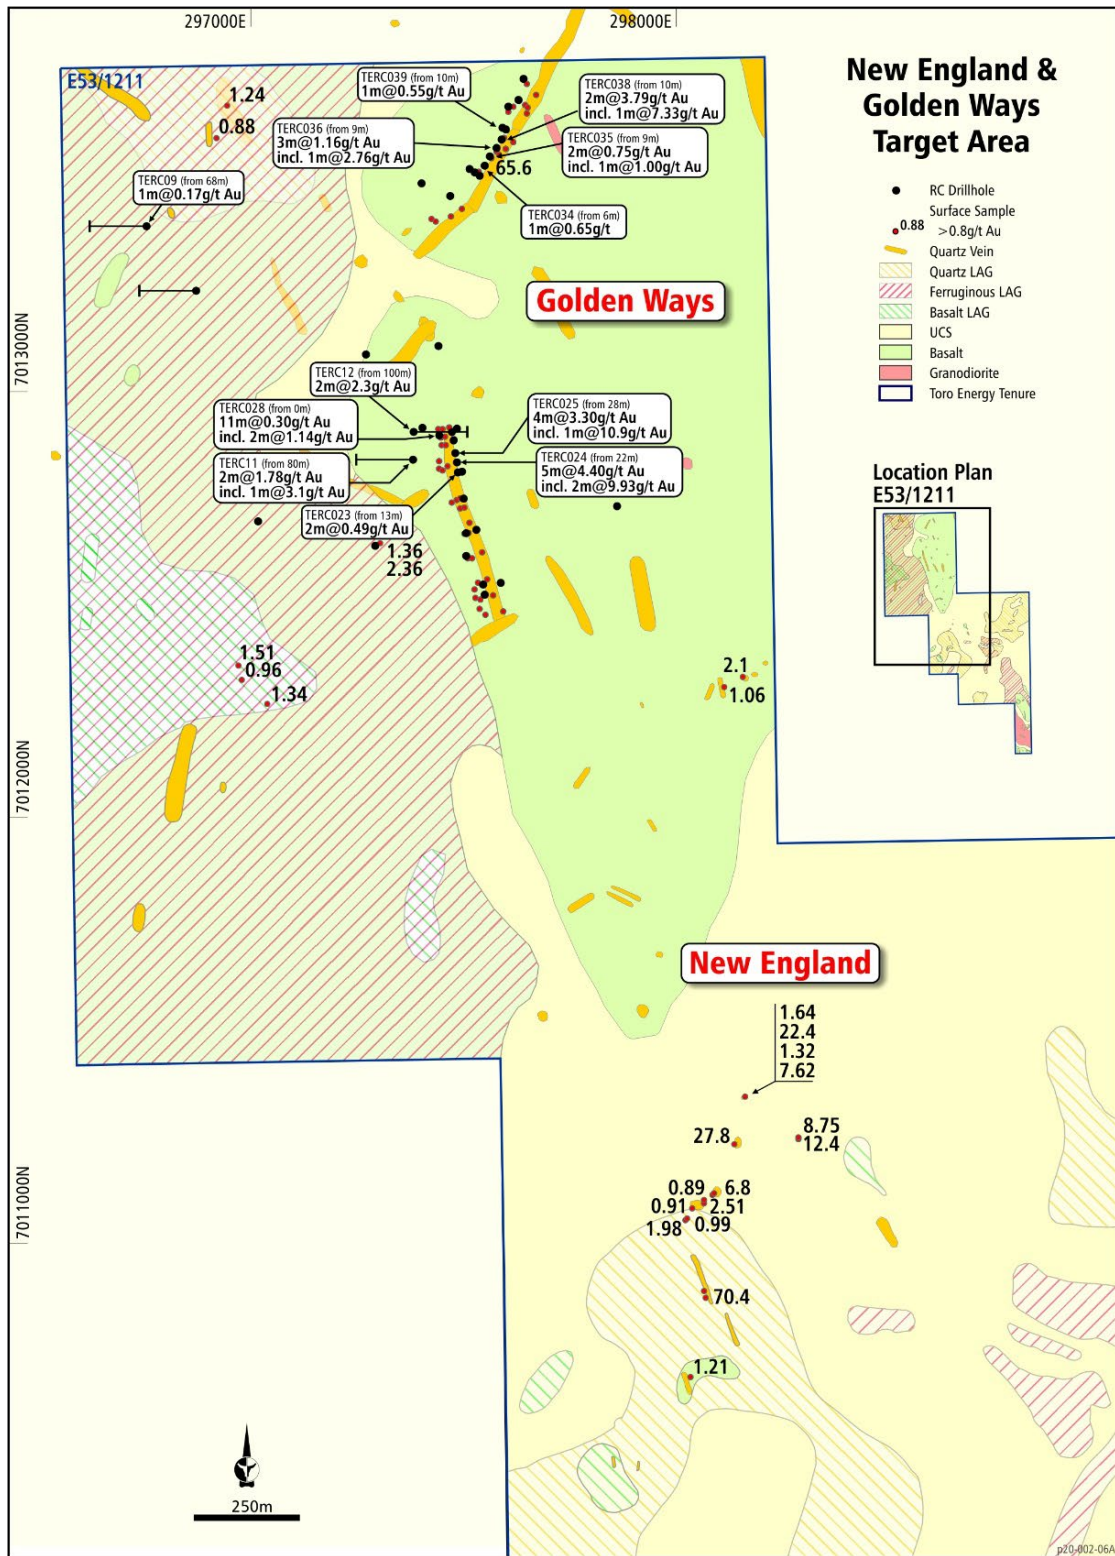 297000E
298000E
7013000N
7012000N
7011000N
E53/1211
New England &
Golden Ways
Target Area
RC Drillhole
Surface Sample
0.88 >0.8g/t Au
Quartz Vein
Quartz LAG
Ferruginous LAG
Basalt LAG
UCS
Basalt
Granodiorite
Toro Energy Tenure
Location Plan
E53/1211
1.24
0.88
TERC039 (from 10m)
1m@0.55g/t Au
TERC038 (from 10m)
2m@3.79g/t Au
incl. 1m@7.33g/t Au
TERC036 (from 9m)
3m@1.16g/t Au
incl. 1m@2.76g/t Au
TERC035 (from 9m)
2m@0.75g/t Au
incl. 1m@1.00g/t Au
65.6
TERC09 (from 68m)
1m@0.17g/t Au
TERC034 (from 6m)
1m@0.65g/t
Golden Ways
TERC12 (from 100m)
2m@2.3g/t Au
TERC028 (from 0m)
11m@0.30g/t Au
incl. 2m@1.14g/t Au
TERC025 (from 28m)
4m@3.30g/t Au
incl. 1m@10.9g/t Au
TERC11 (from 80m)
2m@1.78g/t Au
incl. 1m@3.1g/t Au
TERC024 (from 22m)
5m@4.40g/t Au
incl. 2m@9.93g/t Au
TERC023 (from 13m)
2m@0.49g/t Au
1.36
2.36
1.51
0.96
1.34
2.1
1.06
New England
1.64
22.4
1.32
7.62
27.8
8.75
12.4
0.89
6.8
0.91
2.51
1.98
0.99
70.4
1.21
250m
p20-002-06A